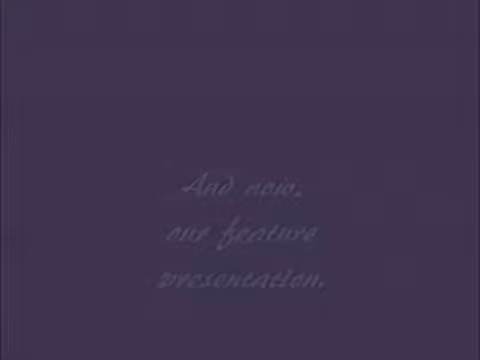 And now,
our feature
presentation.